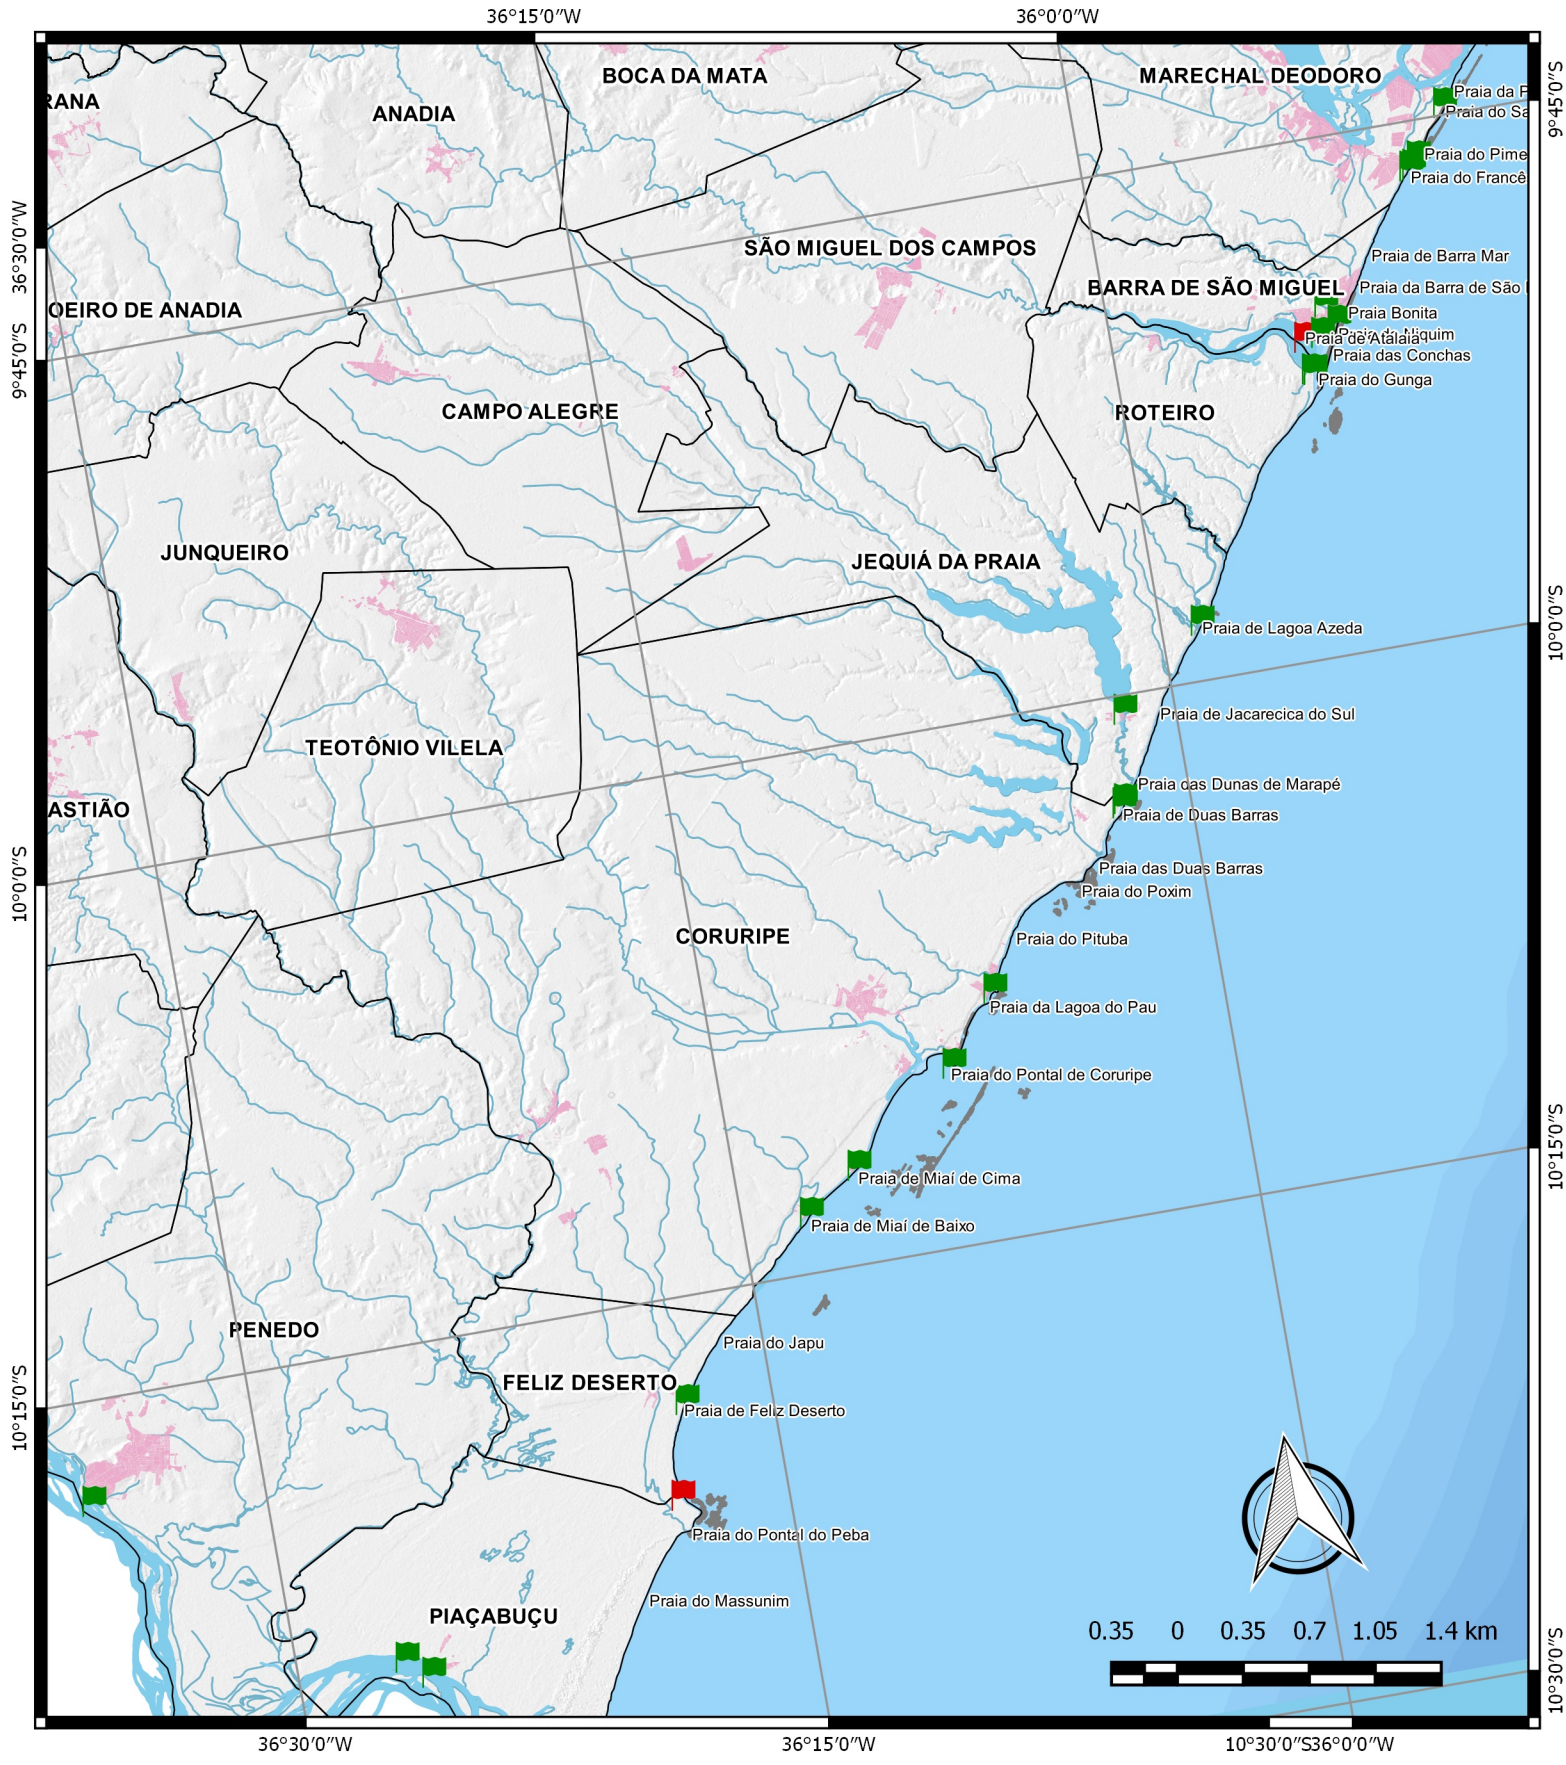 36°15′0″W
36°0′0″W
BOCA DA MATA
MARECHAL DEODORO
RANA
ANADIA
Praia da P
Praia do Sa
9°45′0″S
Praia do Pime
Praia do Francê
36°30′0″W
SÃO MIGUEL DOS CAMPOS
Praia de Barra Mar
BARRA DE SÃO MIGUEL
Praia da Barra de São
OEIRO DE ANADIA
Praia Bonita
Praia de Atalaia
Praia das Conchas
9°45′0″S
Praia do Gunga
CAMPO ALEGRE
ROTEIRO
JUNQUEIRO
JEQUIÁ DA PRAIA
10°0′0″S
Praia de Lagoa Azeda
Praia de Jacarecica do Sul
TEOTÔNIO VILELA
Praia das Dunas de Marapé
ASTIÃO
Praia de Duas Barras
Praia das Duas Barras
10°0′0″S
Praia do Poxim
CORURIPE
Praia do Pituba
Praia da Lagoa do Pau
Praia do Pontal de Coruripe
10°15′0″S
Praia de Miaí de Cima
Praia de Miaí de Baixo
PENEDO
Praia do Japu
FELIZ DESERTO
10°15′0″S
Praia de Feliz Deserto
Praia do Pontal do Peba
Praia do Massunim
PIAÇABUÇU
0.35 0 0.35 0.7 1.05 1.4 km
10°30′0″S
36°30′0″W
36°15′0″W
10°30′0″S36°0′0″W